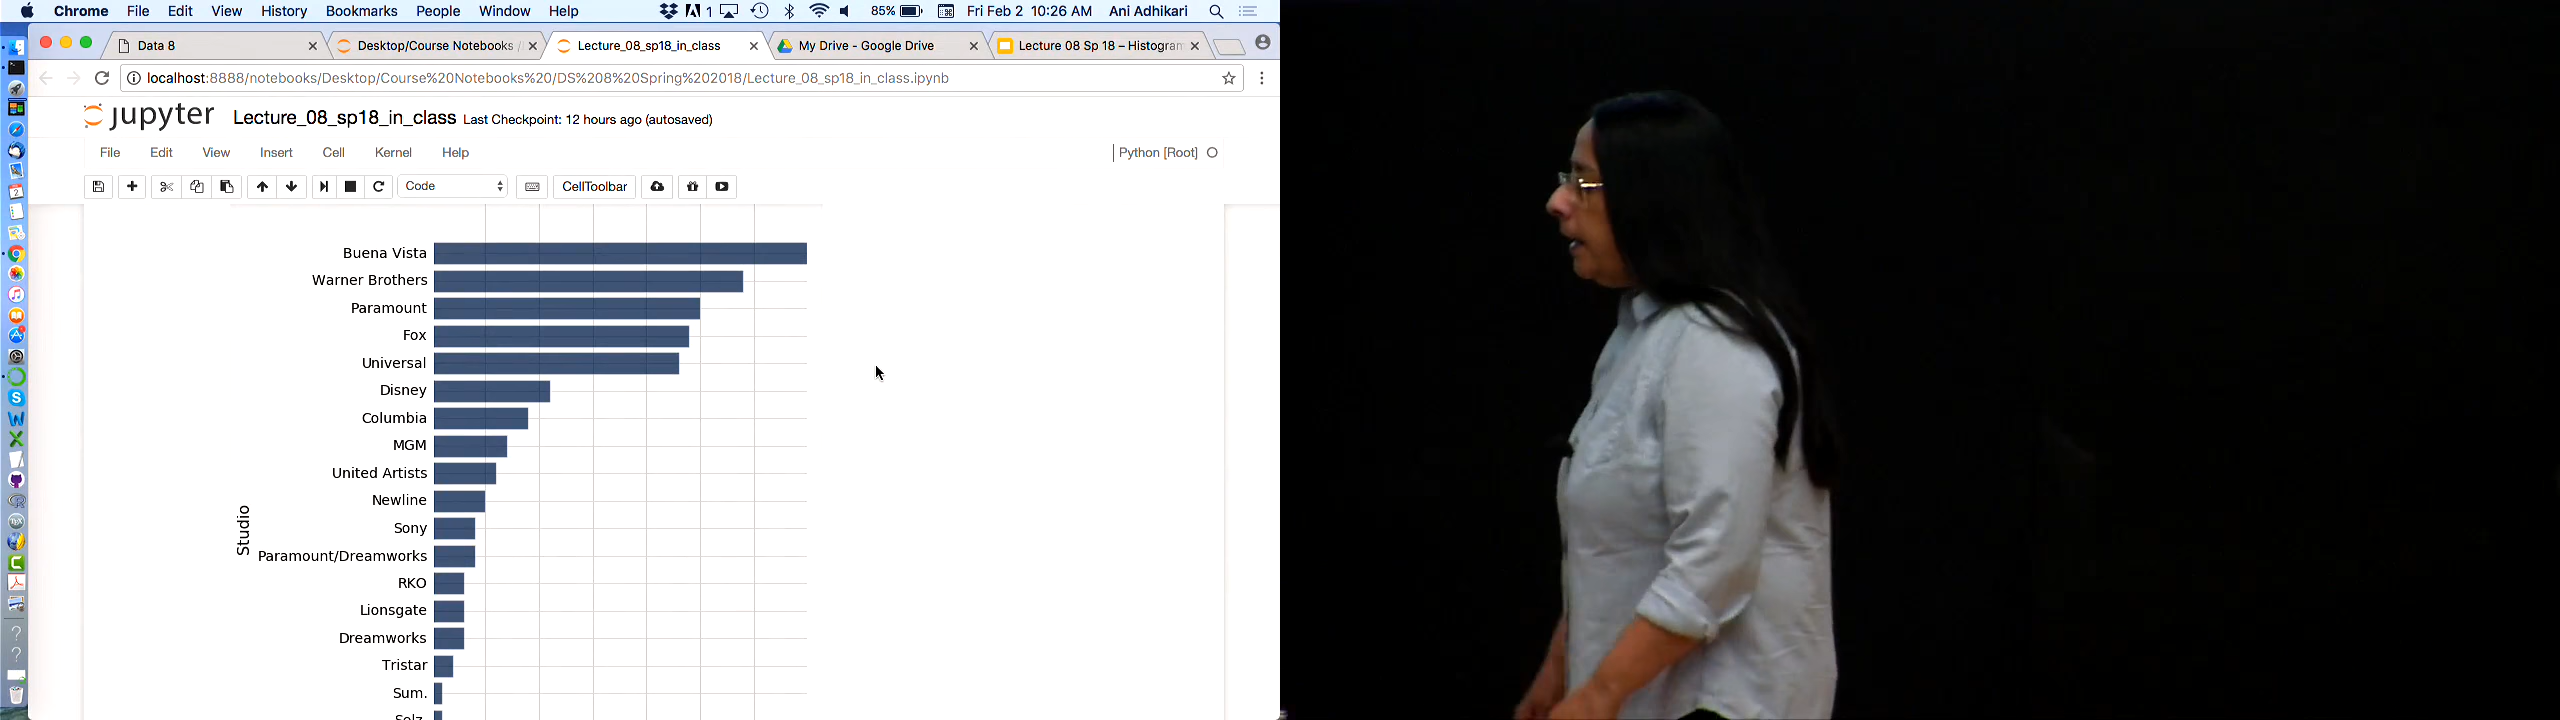 Chrome File Edit View History Bookmarks People Window Help 1 85% Fri Feb 2 10:26 AM Ani Adhikari
Data 8 Desktop/Course Notebooks / Lecture_08_sp18_in_class My Drive - Google Drive Lecture 08 Sp 18 – Histogram
localhost:8888/notebooks/Desktop/Course%20Notebooks%20/DS%208%20Spring%202018/Lecture_08_sp18_in_class.ipynb
jupyter Lecture_08_sp18_in_class Last Checkpoint: 12 hours ago (autosaved)
File Edit View Insert Cell Kernel Help Python [Root]
Code CellToolbar
Buena Vista
Warner Brothers
Paramount
Fox
Universal
Disney
Columbia
MGM
United Artists
Newline
Studio
Sony
Paramount/Dreamworks
RKO
Lionsgate
Dreamworks
Tristar
Sum.
Selz.